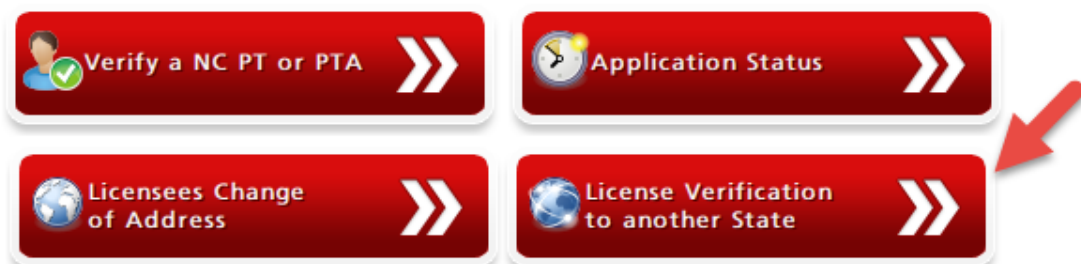 Verify a NC PT or PTA
Application Status
Licensees Change
of Address
License Verification
to another State